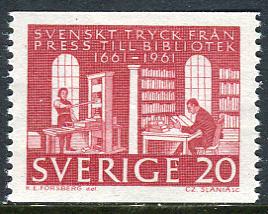 SVENSKT TRYCK FRÅN
PRESS TILL BIBLIOTEK
1661-1961
SVERIGE 20
K.E. FORSBERG del. CZ. SLANIA SC